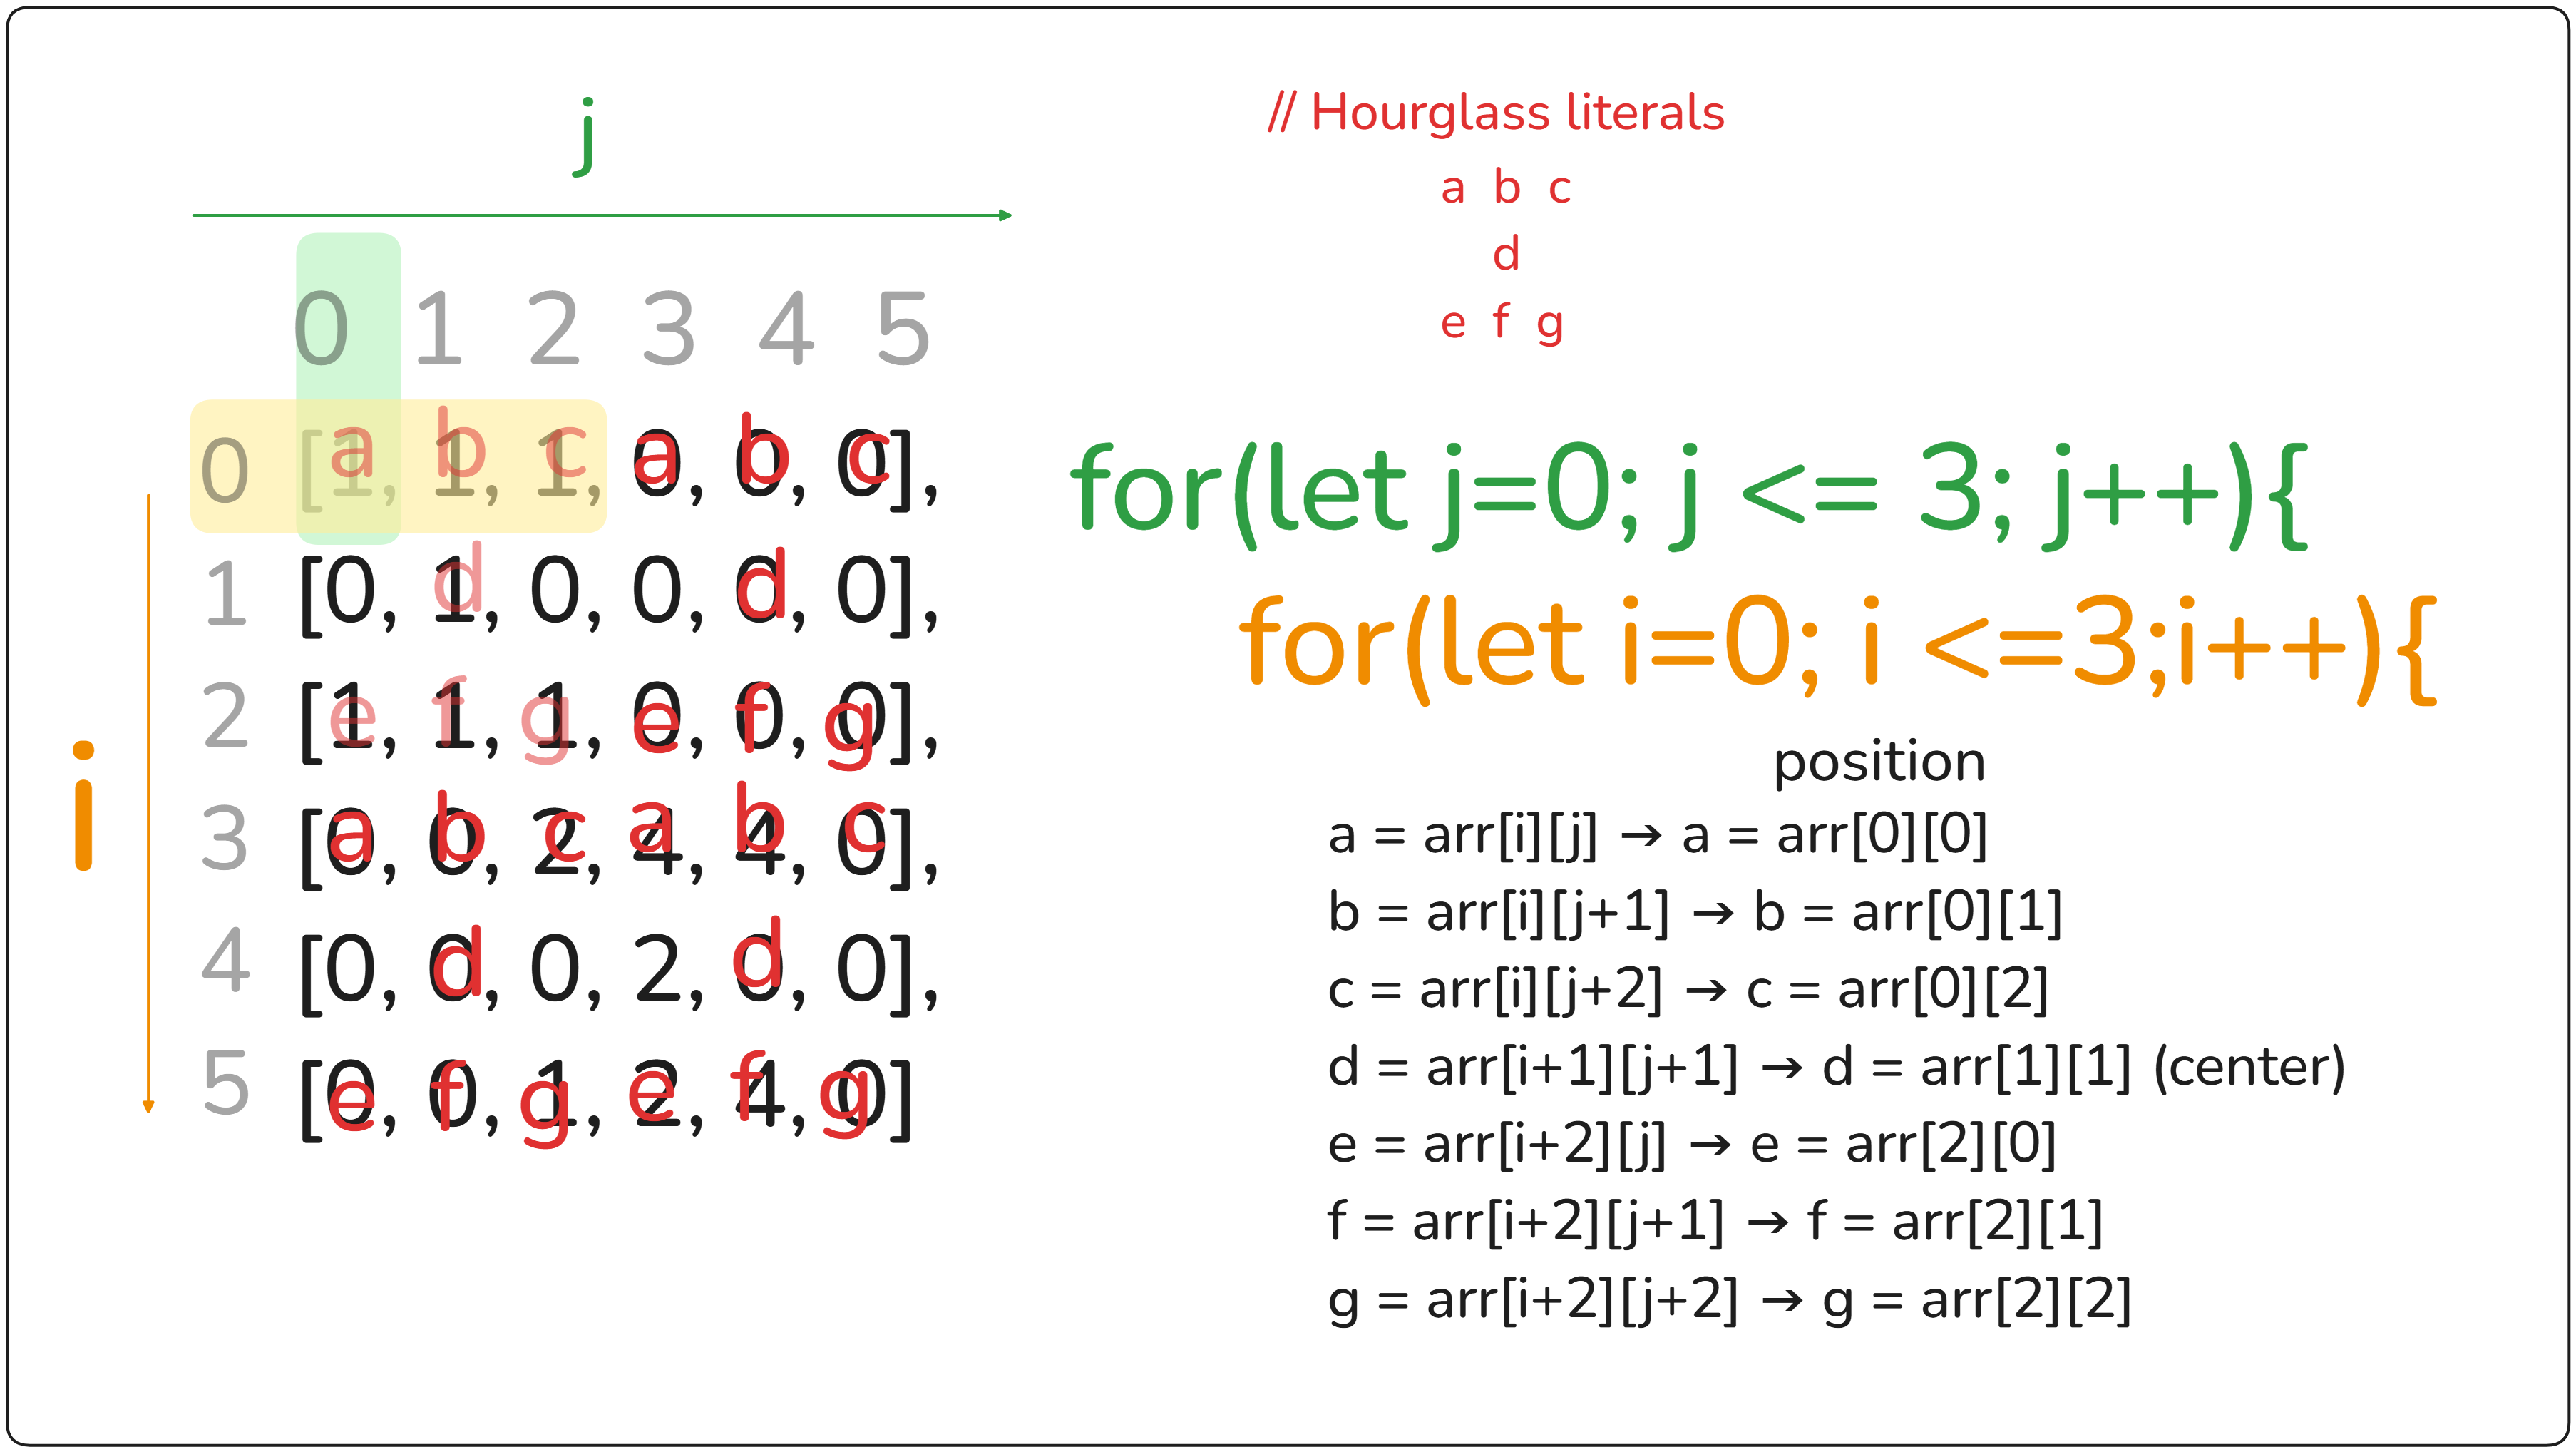 j
0 1 2 3 4 5
i
0 [1, 1, 1, 0, 0, 0],
a b c a b c
1 [0, 1, 0, 0, 0, 0],
d d
2 [1, 1, 1, 0, 0, 0],
e f g e f g
3 [0, 0, 2, 4, 4, 0],
a b c a b c
4 [0, 0, 0, 2, 0, 0],
d d
5 [0, 0, 1, 2, 4, 0]
e f g e f g
// Hourglass literals
a b c
d
e f g
for(let j=0; j <= 3; j++){
for(let i=0; i <=3;i++){
position
a = arr[i][j] → a = arr[0][0]
b = arr[i][j+1] → b = arr[0][1]
c = arr[i][j+2] → c = arr[0][2]
d = arr[i+1][j+1] → d = arr[1][1] (center)
e = arr[i+2][j] → e = arr[2][0]
f = arr[i+2][j+1] → f = arr[2][1]
g = arr[i+2][j+2] → g = arr[2][2]